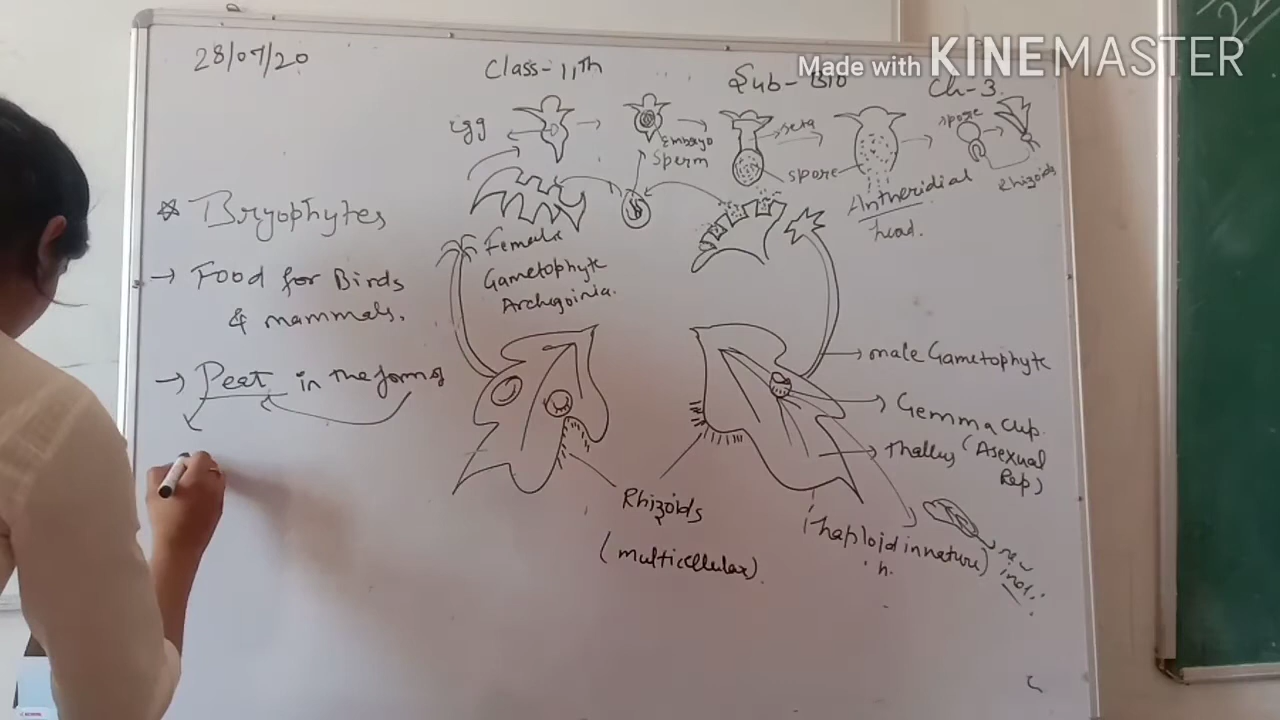 Made with KINEMASTER
28/07/20
Class-11th
Sub-Bio
Ch-3
egg
Embryo
Sperm
seta
spore
spore
Rhizoids
Antheridial
head.
☆ Bryophytes
→ Food for Birds
& mammals.
→ Peat in the form of
Female
Gametophyte
male Gametophyte
Gemma cup.
Thallus (Asexual
Rep)
Rhizoids
(multicellular)
(haploid in nature)
n.